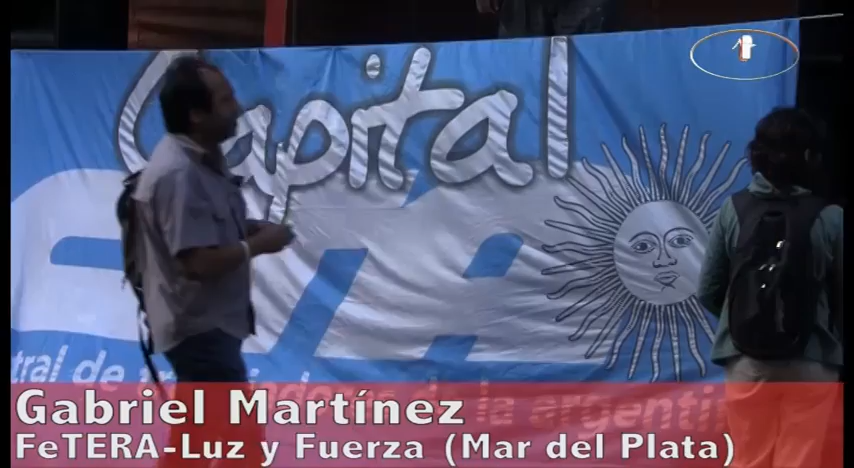 Capital
tral de
la argentin
Gabriel Martínez
FeTERA-Luz y Fuerza (Mar del Plata)